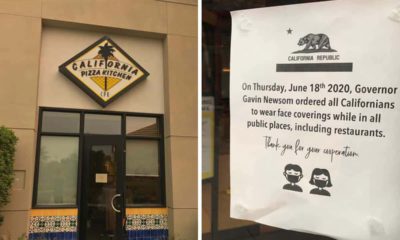 CALIFORNIA
PIZZA KITCHEN
CALIFORNIA REPUBLIC
On Thursday, June 18th 2020, Governor
Gavin Newsom ordered all Californians
to wear face coverings while in all
public places, including restaurants.
Thank you for your cooperation.